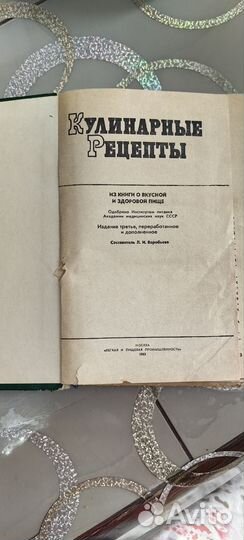 Кулинарные
Рецепты
ИЗ КНИГИ О ВКУСНОЙ
И ЗДОРОВОЙ ПИЩЕ
Одобрено Институтом питания
Академии медицинских наук СССР
Издание третье, переработанное
и дополненное
Составитель Л. И. Воробьева
МОСКВА
«ЛЕГКАЯ И ПИЩЕВАЯ ПРОМЫШЛЕННОСТЬ»
1983
Avito